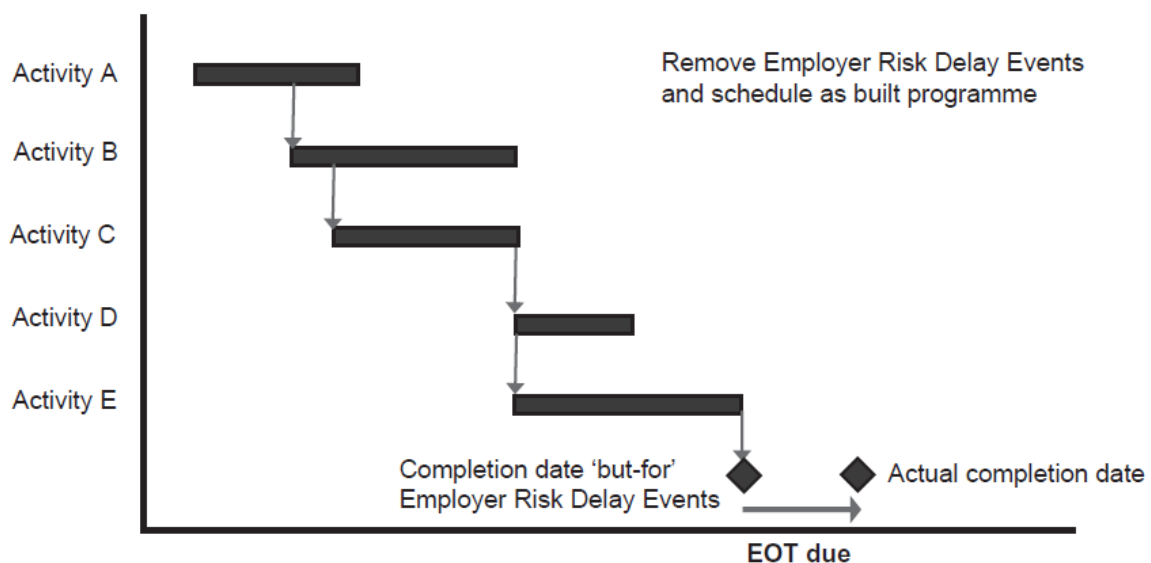 Activity A
Remove Employer Risk Delay Events
and schedule as built programme
Activity B
Activity C
Activity D
Activity E
Completion date ‘but-for’
Employer Risk Delay Events
Actual completion date
EOT due